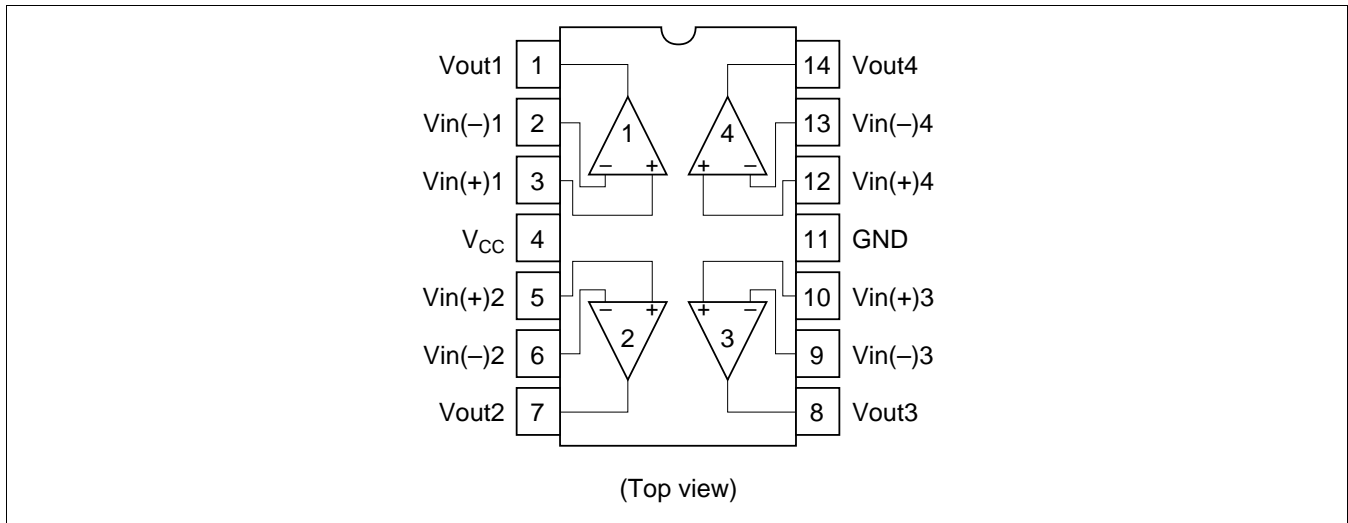 Vout1 1 14 Vout4
Vin(–)1 2 1 4 13 Vin(–)4
– + + –
Vin(+)1 3 12 Vin(+)4
VCC 4 11 GND
Vin(+)2 5 10 Vin(+)3
– + + –
Vin(–)2 6 2 3 9 Vin(–)3
Vout2 7 8 Vout3
(Top view)